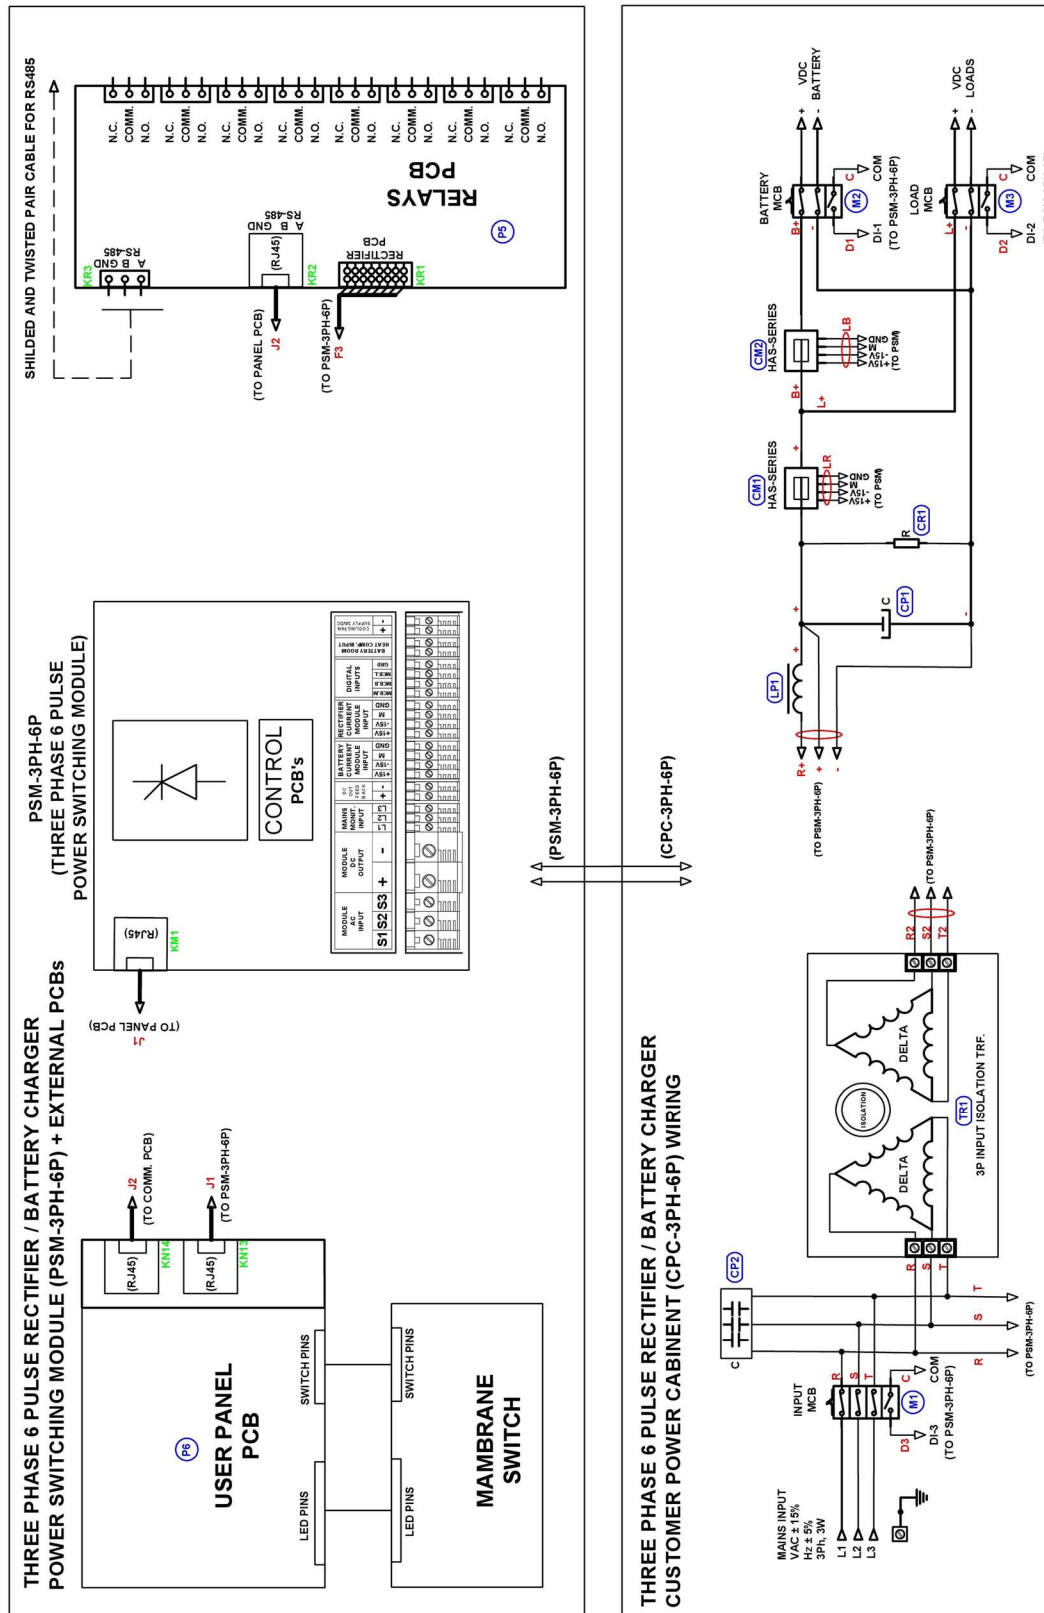 THREE PHASE 6 PULSE RECTIFIER / BATTERY CHARGER
POWER SWITCHING MODULE (PSM-3PH-6P) + EXTERNAL PCBs
P6
USER PANEL
PCB
(RJ45)
KN14
J2
(TO COMM. PCB)
(RJ45)
KN13
J1
(TO PSM-3PH-6P)
LED PINS
SWITCH PINS
LED PINS
SWITCH PINS
MAMBRANE
SWITCH
PSM-3PH-6P
(THREE PHASE 6 PULSE
POWER SWITCHING MODULE)
(RJ45)
KM1
J1
(TO PANEL PCB)
CONTROL
PCB's
MODULE
AC
INPUT
S1 S2 S3
MODULE
DC
OUTPUT
+ -
MAINS
MONIT.
INPUT
L1 L2 L3
DC
OUT
FEED
BACK
+ -
BATTERY
CURRENT
MODULE
INPUT
+15V -15V M GND
RECTIFIER
CURRENT
MODULE
INPUT
+15V -15V M GND
DIGITAL
INPUTS
MCB.M MCB.B MCB.L GND
BATTERY ROOM
HEAT COMP. INPUT
COOLING FAN
SUPPLY 24VDC
+ -
SHILDED AND TWISTED PAIR CABLE FOR RS485
KR3
A B GND
RS-485
N.C.
COMM.
N.O.
N.C.
COMM.
N.O.
N.C.
COMM.
N.O.
N.C.
COMM.
N.O.
N.C.
COMM.
N.O.
N.C.
COMM.
N.O.
N.C.
COMM.
N.O.
N.C.
COMM.
N.O.
RELAYS
PCB
P5
A B GND
RS-485
(RJ45)
KR2
J2
(TO PANEL PCB)
RECTIFIER
PCB
KR1
F3
(TO PSM-3PH-6P)
(PSM-3PH-6P)
(CPC-3PH-6P)
THREE PHASE 6 PULSE RECTIFIER / BATTERY CHARGER
CUSTOMER POWER CABINENT (CPC-3PH-6P) WIRING
MAINS INPUT
VAC ± 15%
Hz ± 5%
3Ph, 3W
L1
L2
L3
INPUT
MCB
R
S
T
M1
D3
DI-3
(TO PSM-3PH-6P)
C
COM
CP2
C
R
S
T
(TO PSM-3PH-6P)
R
S
T
DELTA
DELTA
ISOLATION
TR1
3P INPUT ISOLATION TRF.
R2
S2
T2
(TO PSM-3PH-6P)
R+
+
-
(TO PSM-3PH-6P)
LP1
+
+
C
CP1
-
R
CR1
CM1
HAS-SERIES
+15V
-15V
M
GND
LR
(TO PSM)
+
B+
L+
CM2
HAS-SERIES
+15V
-15V
M
GND
LB
(TO PSM)
BATTERY
MCB
B+
-
M2
D1
DI-1
(TO PSM-3PH-6P)
C
COM
+
VDC
BATTERY
-
LOAD
MCB
L+
-
M3
D2
DI-2
C
COM
+
VDC
LOADS
-